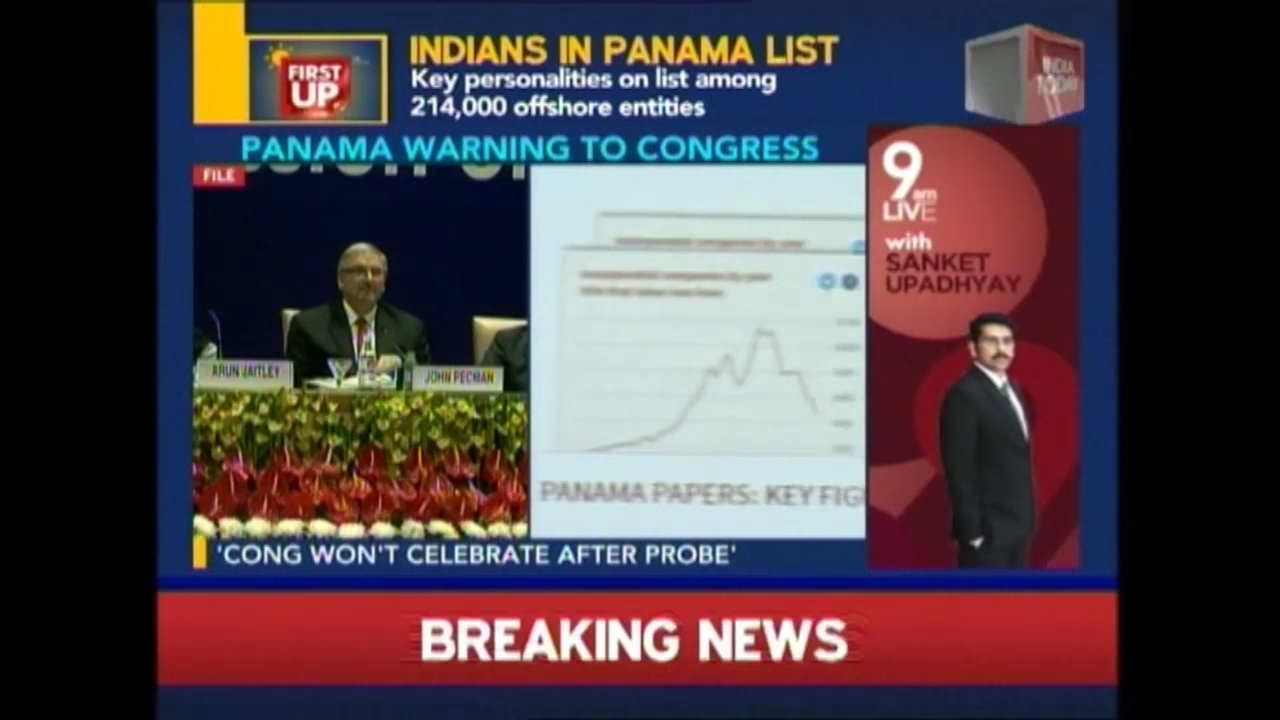 FIRST
UP
INDIANS IN PANAMA LIST
Key personalities on list among
214,000 offshore entities
INDIA
TODAY
PANAMA WARNING TO CONGRESS
FILE
9am
LIVE
with
SANKET
UPADHYAY
ARUN JAITLEY
JOHN PECMAN
PANAMA PAPERS: KEY FIG
'CONG WON'T CELEBRATE AFTER PROBE'
BREAKING NEWS